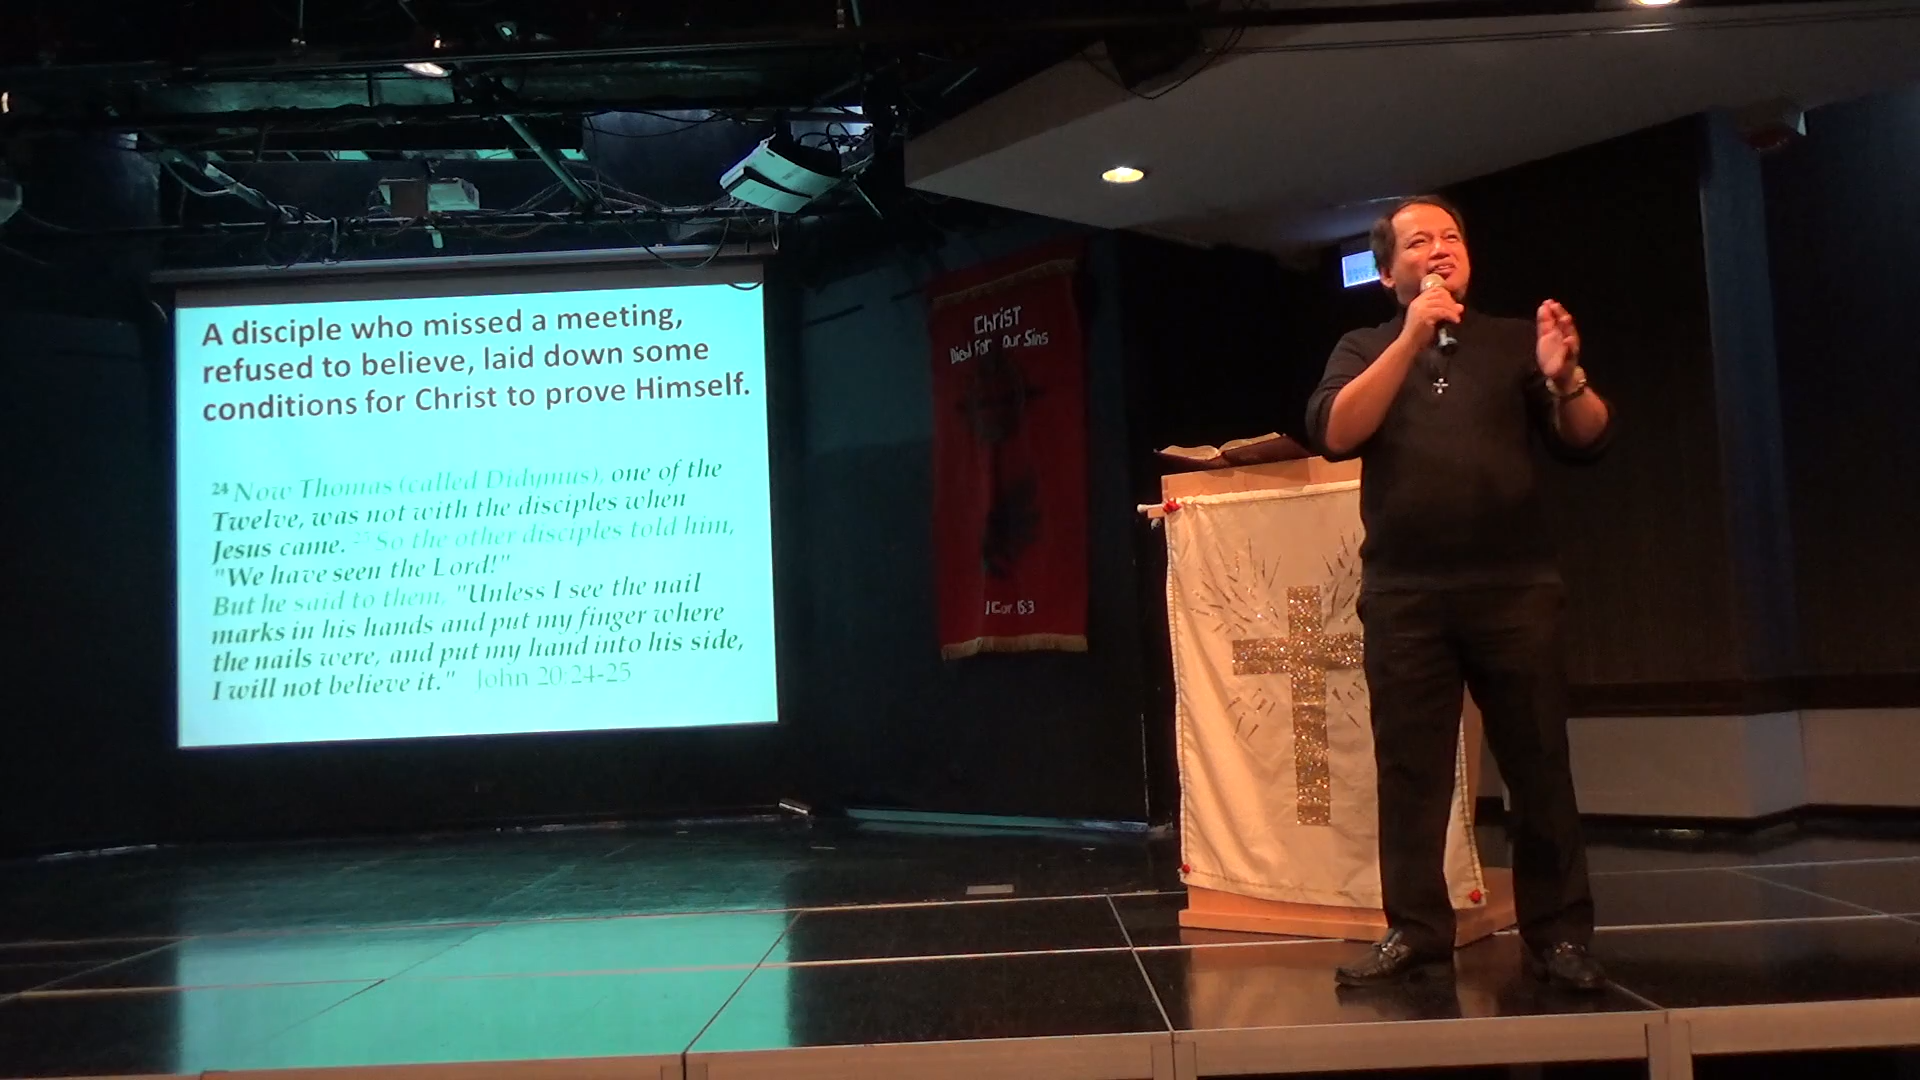 A disciple who missed a meeting,
refused to believe, laid down some
conditions for Christ to prove Himself.
24 Now Thomas (called Didymus), one of the
Twelve, was not with the disciples when
Jesus came. 25 So the other disciples told him,
"We have seen the Lord!"
But he said to them, "Unless I see the nail
marks in his hands and put my finger where
the nails were, and put my hand into his side,
I will not believe it." John 20:24-25
Christ
Died For Our Sins
1 Cor. 15:3